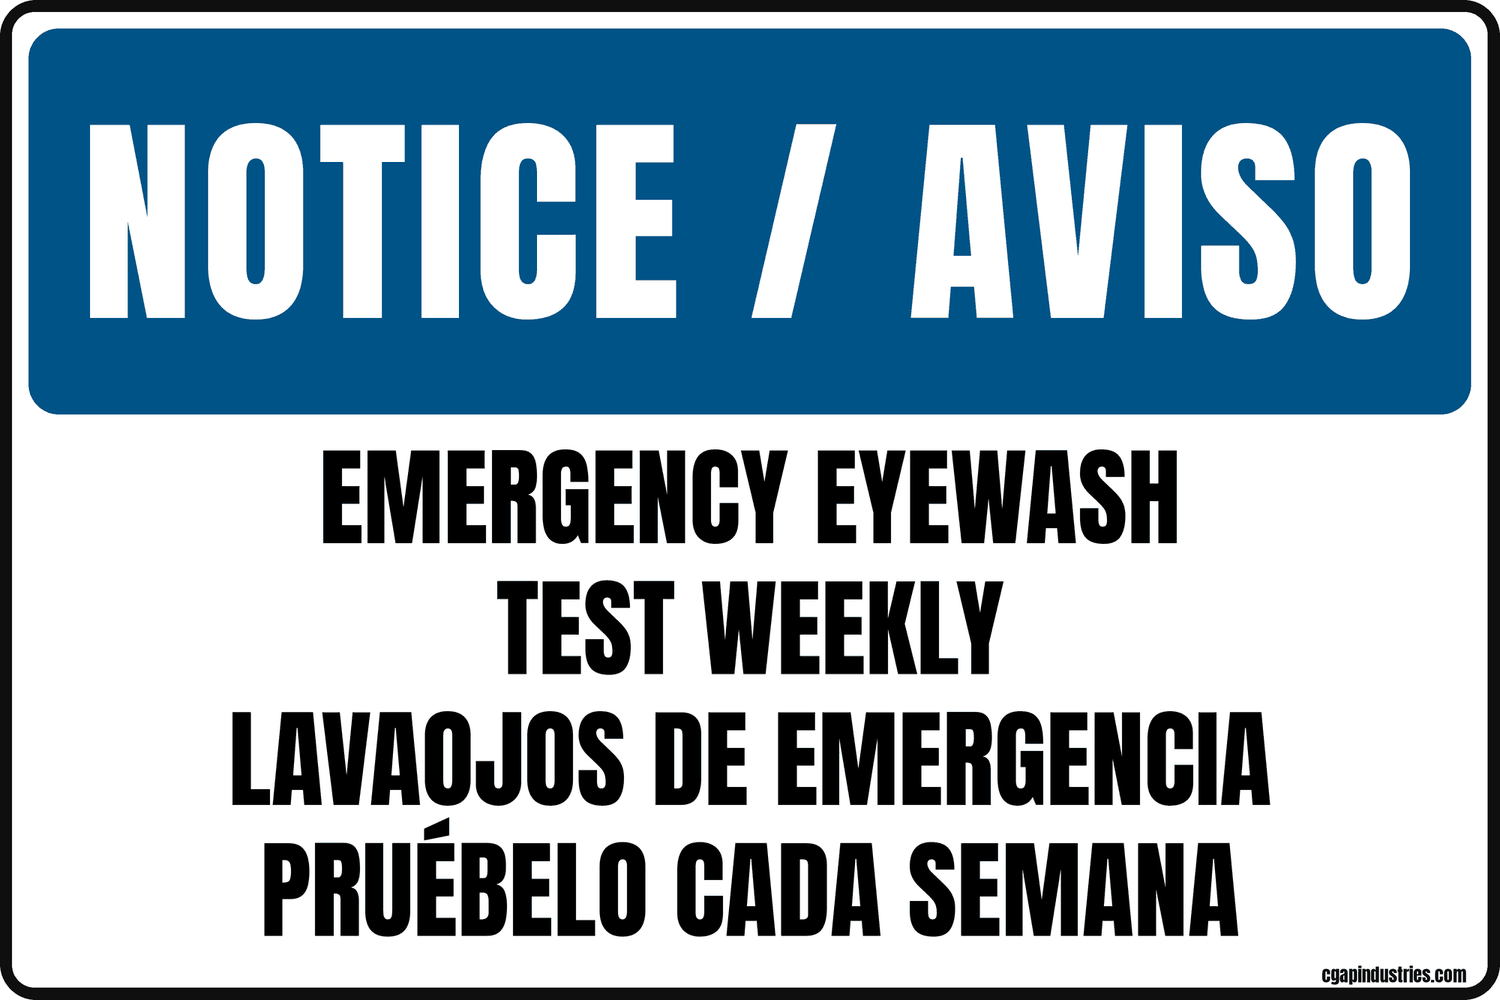 NOTICE / AVISO
EMERGENCY EYEWASH
TEST WEEKLY
LAVAOJOS DE EMERGENCIA
PRUÉBELO CADA SEMANA
cgapindustries.com